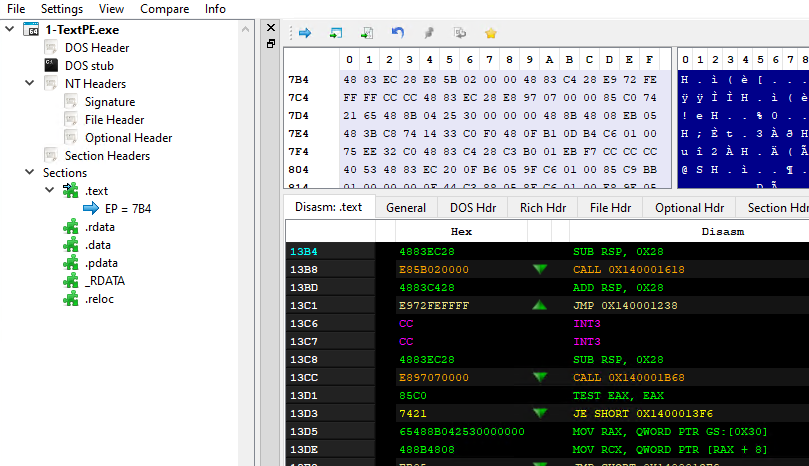 File Settings View Compare Info
1-TextPE.exe
DOS Header
DOS stub
NT Headers
Signature
File Header
Optional Header
Section Headers
Sections
.text
EP = 7B4
.rdata
.data
.pdata
_RDATA
.reloc
0 1 2 3 4 5 6 7 8 9 A B C D E F
7B4 48 83 EC 28 E8 5B 02 00 00 48 83 C4 28 E9 72 FE
7C4 FF FF CC CC 48 83 EC 28 E8 97 07 00 00 85 C0 74
7D4 21 65 48 8B 04 25 30 00 00 00 48 8B 48 08 EB 05
7E4 48 3B C8 74 14 33 C0 F0 48 0F B1 0D B4 C6 01 00
7F4 75 EE 32 C0 48 83 C4 28 C3 B0 01 EB F7 CC CC CC
804 40 53 48 83 EC 20 0F B6 05 9F C6 01 00 85 C9 BB
0 1 2 3 4 5 6 7 8
H . ì ( è [ . . .
ÿ ÿ Ì Ì H . ì ( è
! e H . . % 0 . .
H ; È t . 3 À ð H
u î 2 À H . Ä ( Ã
@ S H . ì . . ¶ .
Disasm: .text General DOS Hdr Rich Hdr File Hdr Optional Hdr Section Hdr
Hex Disasm
13B4 4883EC28 SUB RSP, 0X28
13B8 E85B020000 CALL 0X140001618
13BD 4883C428 ADD RSP, 0X28
13C1 E972FEFFFF JMP 0X140001238
13C6 CC INT3
13C7 CC INT3
13C8 4883EC28 SUB RSP, 0X28
13CC E897070000 CALL 0X140001B68
13D1 85C0 TEST EAX, EAX
13D3 7421 JE SHORT 0X1400013F6
13D5 65488B042530000000 MOV RAX, QWORD PTR GS:[0X30]
13DE 488B4808 MOV RCX, QWORD PTR [RAX + 8]